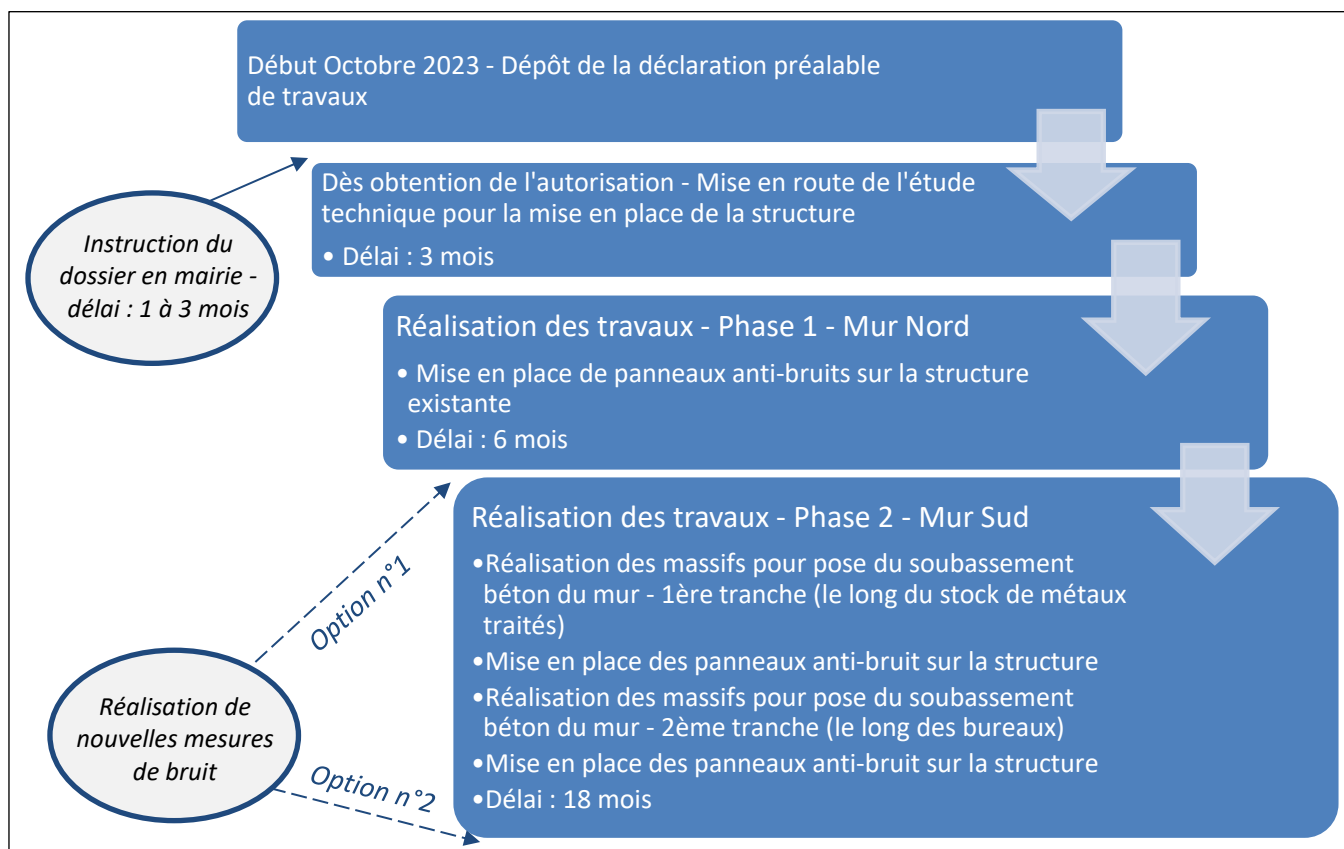 Début Octobre 2023 - Dépôt de la déclaration préalable
de travaux
Instruction du
dossier en mairie -
délai : 1 à 3 mois
Dès obtention de l'autorisation - Mise en route de l'étude
technique pour la mise en place de la structure
• Délai : 3 mois
Réalisation des travaux - Phase 1 - Mur Nord
• Mise en place de panneaux anti-bruits sur la structure
existante
• Délai : 6 mois
Réalisation de
nouvelles mesures
de bruit
Option n°1
Option n°2
Réalisation des travaux - Phase 2 - Mur Sud
•Réalisation des massifs pour pose du soubassement
béton du mur - 1ère tranche (le long du stock de métaux
traités)
•Mise en place des panneaux anti-bruit sur la structure
•Réalisation des massifs pour pose du soubassement
béton du mur - 2ème tranche (le long des bureaux)
•Mise en place des panneaux anti-bruit sur la structure
•Délai : 18 mois